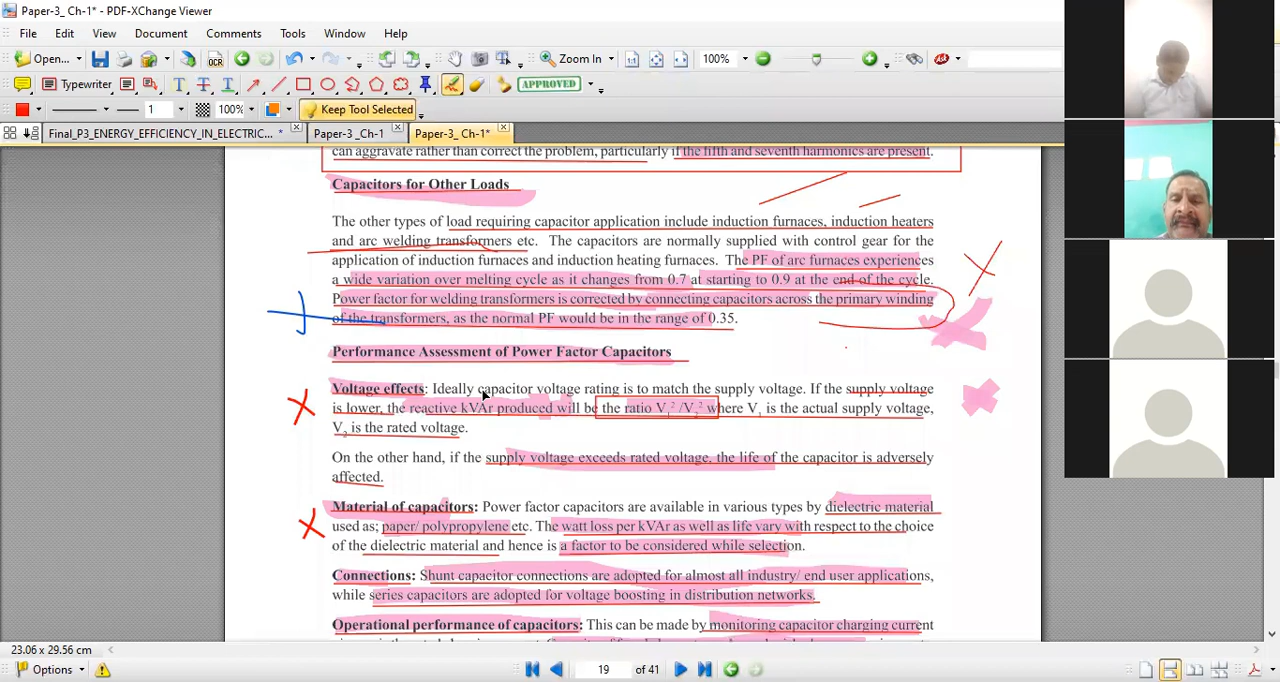 Paper-3_ Ch-1* - PDF-XChange Viewer
File Edit View Document Comments Tools Window Help
Open... OCR Zoom In 100%
Typewriter T T T APPROVED
1 100% Keep Tool Selected
Final_P3_ENERGY_EFFICIENCY_IN_ELECTRIC... * Paper-3 _Ch-1 Paper-3_ Ch-1*
can aggravate rather than correct the problem, particularly if the fifth and seventh harmonics are present.
Capacitors for Other Loads
The other types of load requiring capacitor application include induction furnaces, induction heaters
and arc welding transformers etc. The capacitors are normally supplied with control gear for the
application of induction furnaces and induction heating furnaces. The PF of arc furnaces experiences
a wide variation over melting cycle as it changes from 0.7 at starting to 0.9 at the end of the cycle.
Power factor for welding transformers is corrected by connecting capacitors across the primary winding
of the transformers, as the normal PF would be in the range of 0.35.
Performance Assessment of Power Factor Capacitors
Voltage effects: Ideally capacitor voltage rating is to match the supply voltage. If the supply voltage
is lower, the reactive kVAr produced will be the ratio V₁² /V₂² where V₁ is the actual supply voltage,
V₂ is the rated voltage.
On the other hand, if the supply voltage exceeds rated voltage, the life of the capacitor is adversely
affected.
Material of capacitors: Power factor capacitors are available in various types by dielectric material
used as; paper/ polypropylene etc. The watt loss per kVAr as well as life vary with respect to the choice
of the dielectric material and hence is a factor to be considered while selection.
Connections: Shunt capacitor connections are adopted for almost all industry/ end user applications,
while series capacitors are adopted for voltage boosting in distribution networks.
Operational performance of capacitors: This can be made by monitoring capacitor charging current
23.06 x 29.56 cm
Options 19 of 41